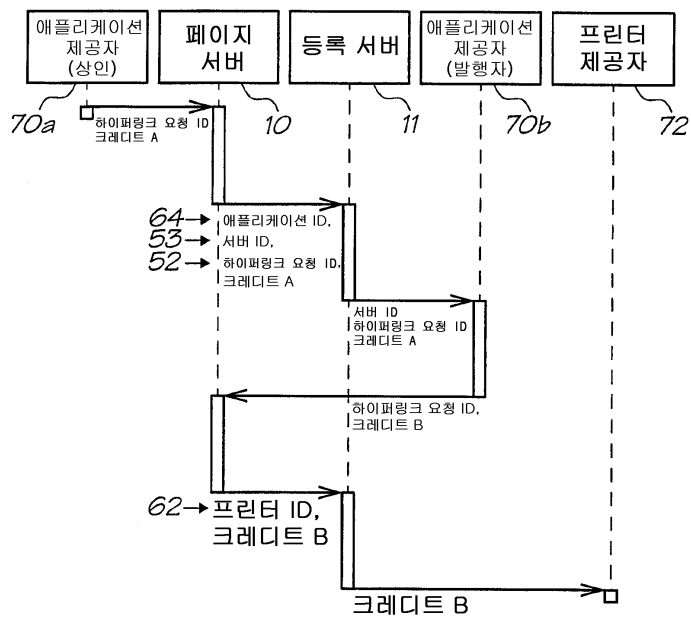 애플리케이션
제공자
(상인)
페이지
서버
등록 서버
애플리케이션
제공자
(발행자)
프린터
제공자
70a
10
11
70b
72
하이퍼링크 요청 ID
크레디트 A
64
애플리케이션 ID,
53
서버 ID,
52
하이퍼링크 요청 ID,
크레디트 A
서버 ID
하이퍼링크 요청 ID
크레디트 A
하이퍼링크 요청 ID,
크레디트 B
62
프린터 ID,
크레디트 B
크레디트 B